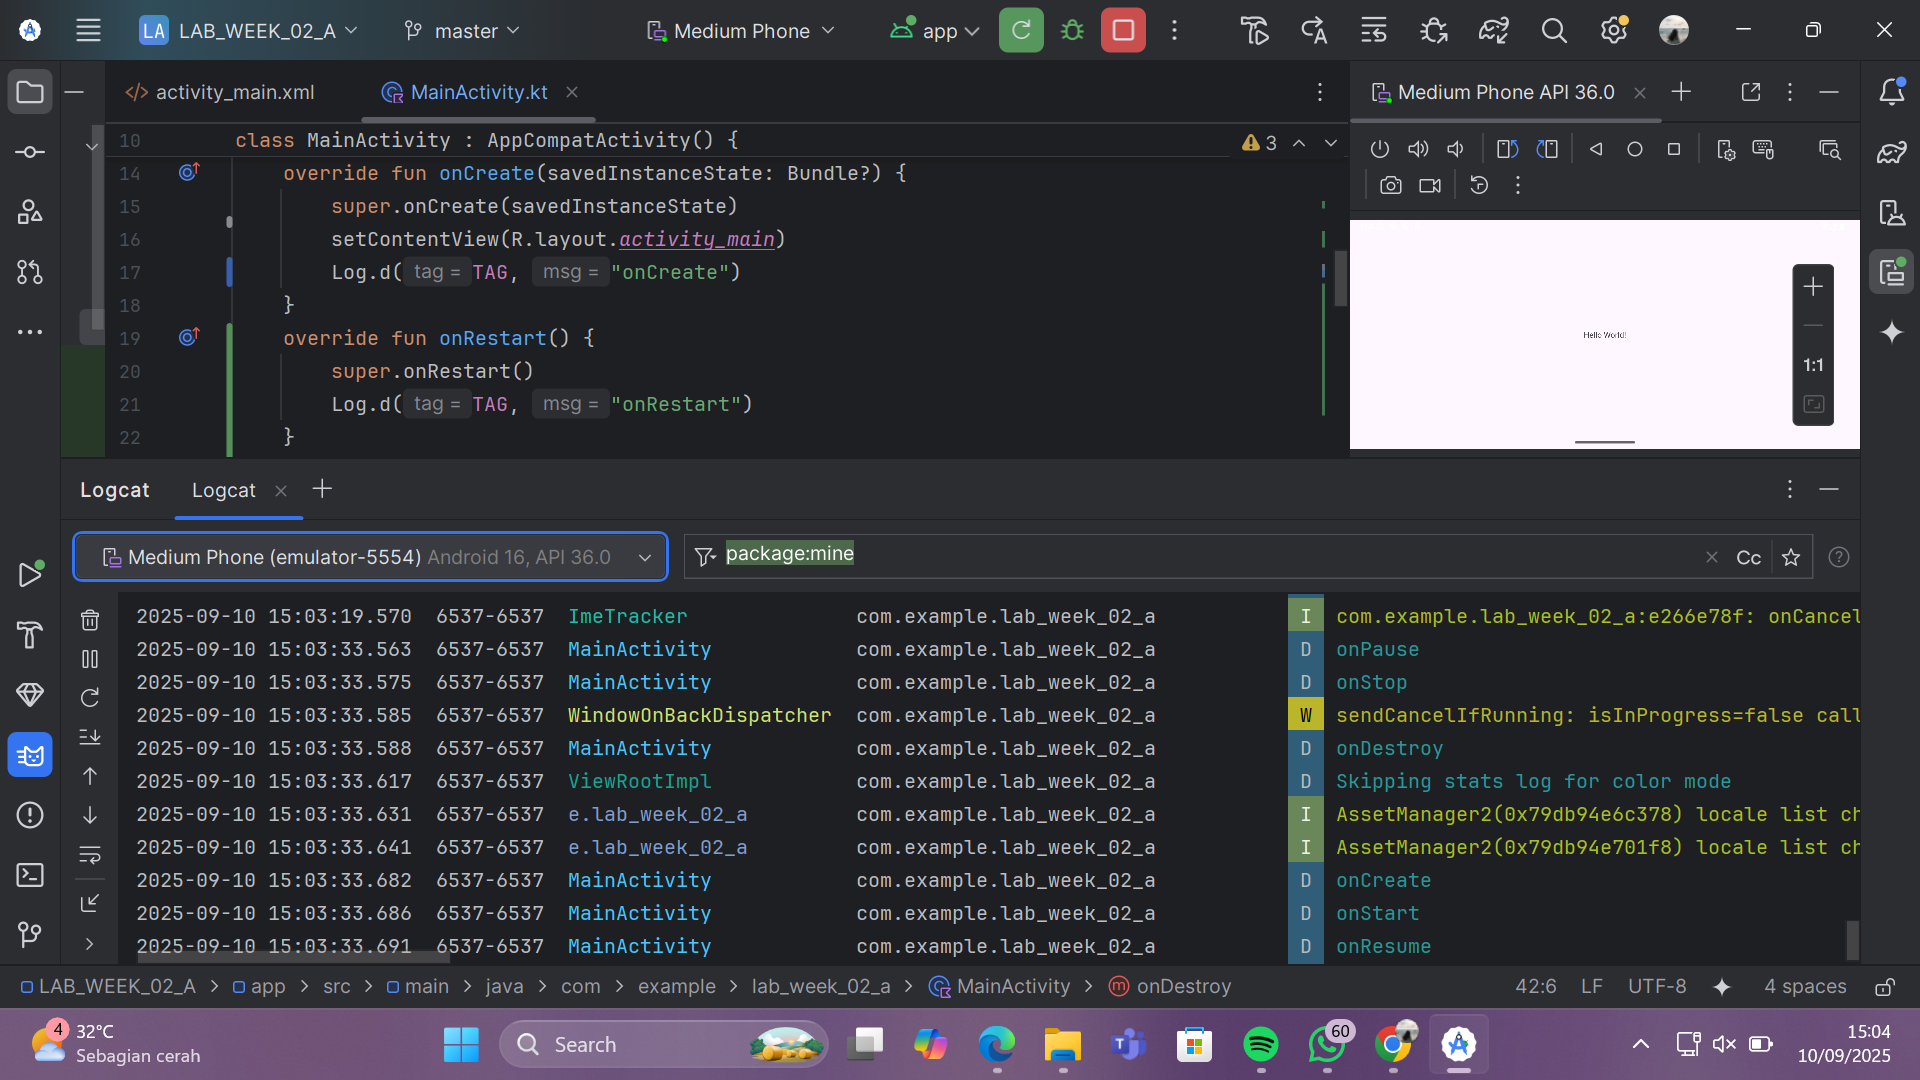 LA LAB_WEEK_02_A master Medium Phone app
activity_main.xml MainActivity.kt
10 class MainActivity : AppCompatActivity() {
3
14 override fun onCreate(savedInstanceState: Bundle?) {
15 super.onCreate(savedInstanceState)
16 setContentView(R.layout.activity_main)
17 Log.d( tag = TAG, msg = "onCreate")
18 }
19 override fun onRestart() {
20 super.onRestart()
21 Log.d( tag = TAG, msg = "onRestart")
22 }
Medium Phone API 36.0
Hello World!
1:1
Logcat Logcat
Medium Phone (emulator-5554) Android 16, API 36.0 package:mine Cc
2025-09-10 15:03:19.570 6537-6537 ImeTracker com.example.lab_week_02_a I com.example.lab_week_02_a:e266e78f: onCancel
2025-09-10 15:03:33.563 6537-6537 MainActivity com.example.lab_week_02_a D onPause
2025-09-10 15:03:33.575 6537-6537 MainActivity com.example.lab_week_02_a D onStop
2025-09-10 15:03:33.585 6537-6537 WindowOnBackDispatcher com.example.lab_week_02_a W sendCancelIfRunning: isInProgress=false call
2025-09-10 15:03:33.588 6537-6537 MainActivity com.example.lab_week_02_a D onDestroy
2025-09-10 15:03:33.617 6537-6537 ViewRootImpl com.example.lab_week_02_a D Skipping stats log for color mode
2025-09-10 15:03:33.631 6537-6537 e.lab_week_02_a com.example.lab_week_02_a I AssetManager2(0x79db94e6c378) locale list ch
2025-09-10 15:03:33.641 6537-6537 e.lab_week_02_a com.example.lab_week_02_a I AssetManager2(0x79db94e701f8) locale list ch
2025-09-10 15:03:33.682 6537-6537 MainActivity com.example.lab_week_02_a D onCreate
2025-09-10 15:03:33.686 6537-6537 MainActivity com.example.lab_week_02_a D onStart
2025-09-10 15:03:33.691 6537-6537 MainActivity com.example.lab_week_02_a D onResume
LAB_WEEK_02_A > app > src > main > java > com > example > lab_week_02_a > MainActivity > onDestroy 42:6 LF UTF-8 4 spaces
4 32°C
Sebagian cerah
Search
60
15:04
10/09/2025